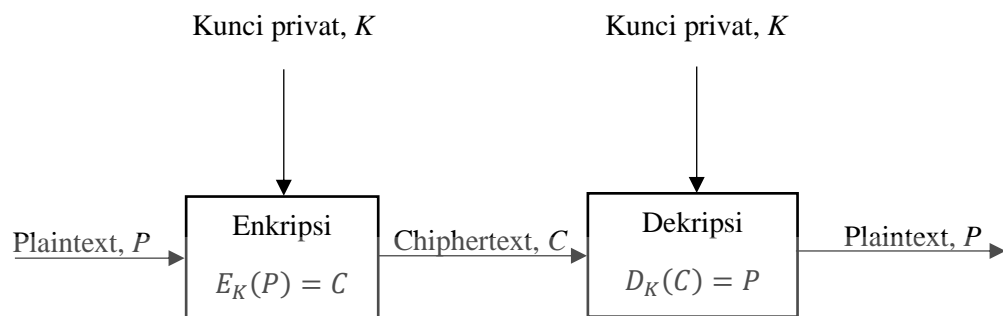 Kunci privat, K
Kunci privat, K
Plaintext, P
Enkripsi
E_K(P) = C
Chiphertext, C
Dekripsi
D_K(C) = P
Plaintext, P